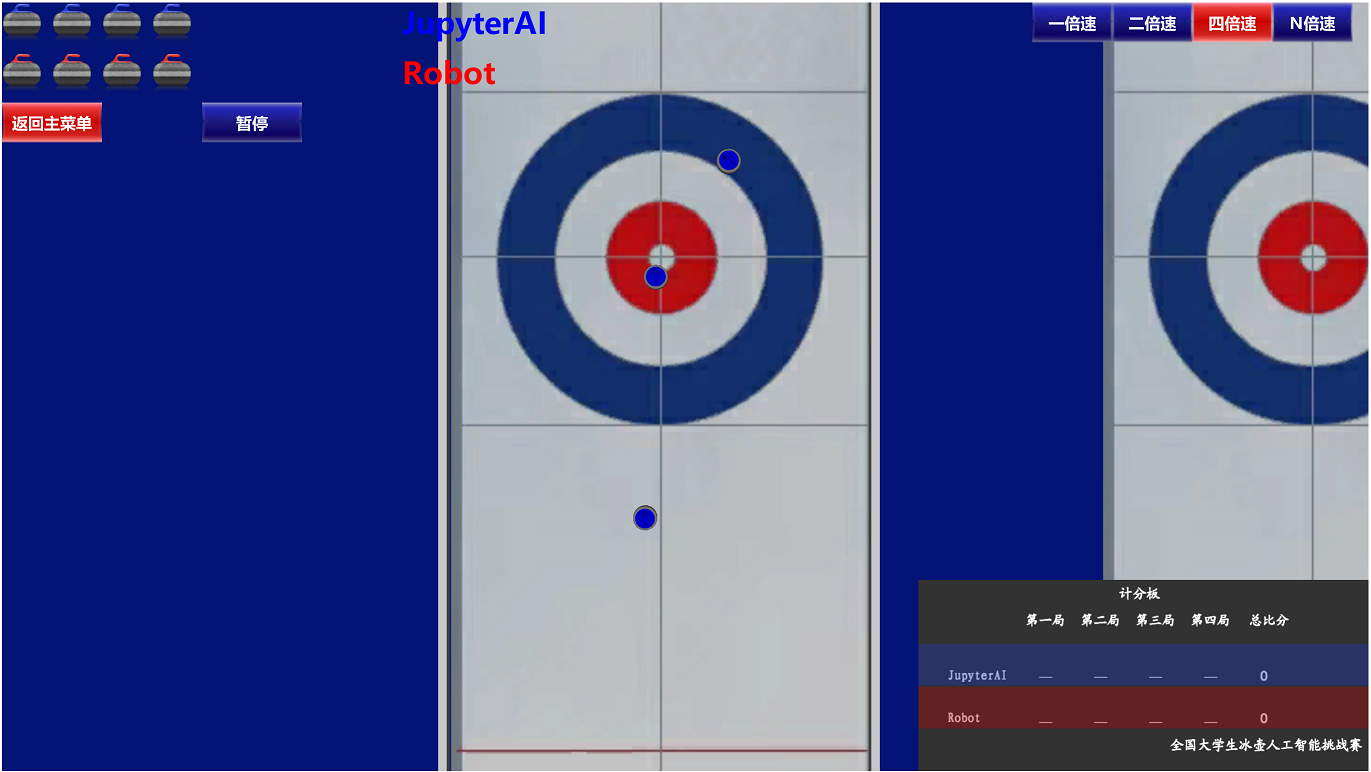 JupyterAI
一倍速 二倍速 四倍速 N倍速
Robot
返回主菜单 暂停
计分板
第一局 第二局 第三局 第四局 总比分
JupyterAI — — — — 0
Robot — — — — 0
全国大学生冰壶人工智能挑战赛